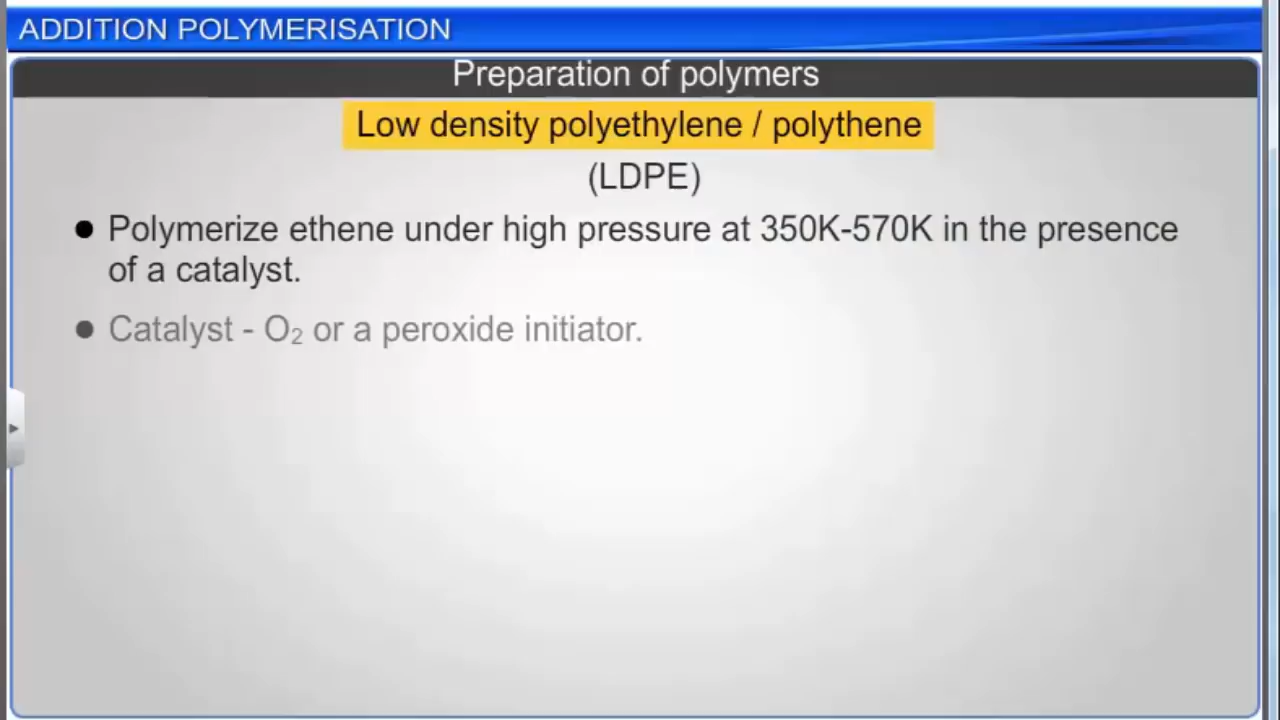 ADDITION POLYMERISATION
Preparation of polymers
Low density polyethylene / polythene
(LDPE)
● Polymerize ethene under high pressure at 350K-570K in the presence
of a catalyst.
● Catalyst - O₂ or a peroxide initiator.